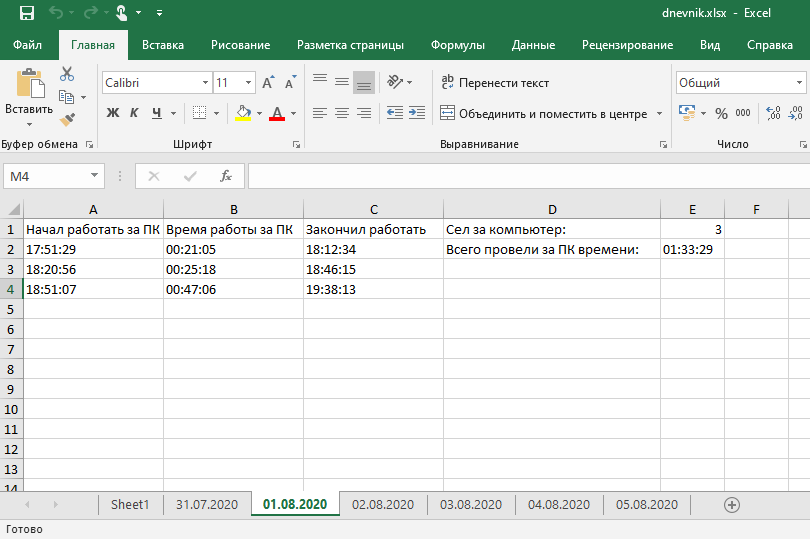 dnevnik.xlsx - Excel
Файл Главная Вставка Рисование Разметка страницы Формулы Данные Рецензирование Вид Справка
Вставить
Calibri 11 А А
Ж К Ч А
ab Перенести текст
Объединить и поместить в центре
Общий
% 000 ,00 ,00
Буфер обмена Шрифт Выравнивание Число
M4 fx
A B C D E F
1 Начал работать за ПК Время работы за ПК Закончил работать Сел за компьютер: 3
2 17:51:29 00:21:05 18:12:34 Всего провели за ПК времени: 01:33:29
3 18:20:56 00:25:18 18:46:15
4 18:51:07 00:47:06 19:38:13
5
6
7
8
9
10
11
12
13
14
Sheet1 31.07.2020 01.08.2020 02.08.2020 03.08.2020 04.08.2020 05.08.2020
Готово